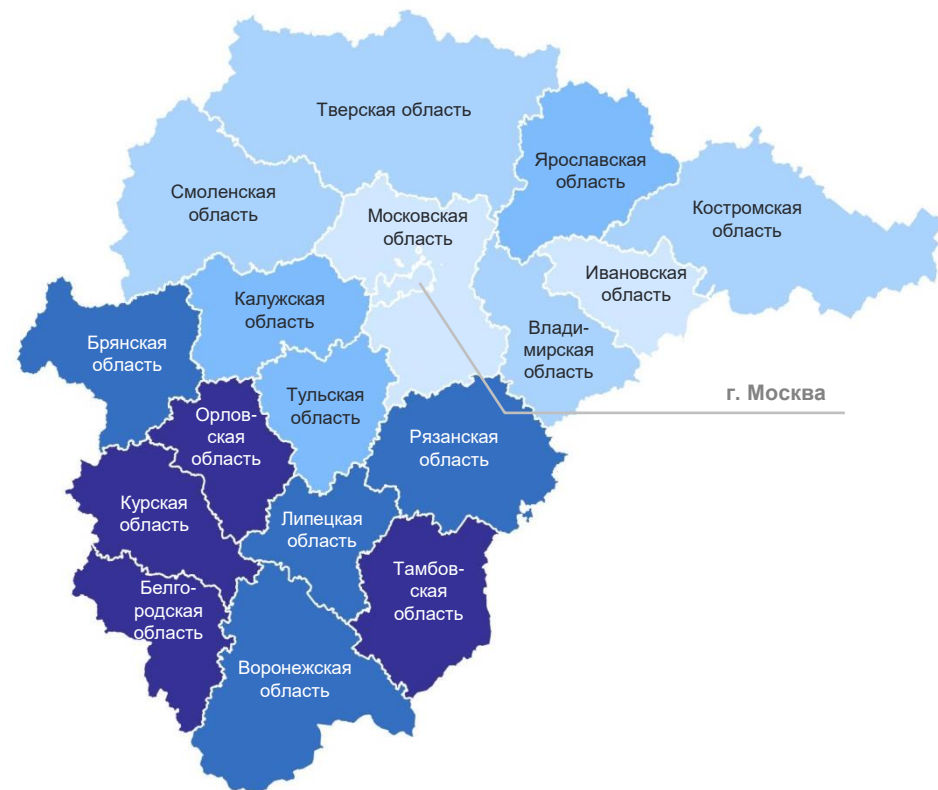 Тверская область
Ярославская
область
Смоленская
область
Костромская
область
Московская
область
Ивановская
область
Калужская
область
Влади-
мирская
область
Брянская
область
г. Москва
Тульская
область
Орлов-
ская
область
Рязанская
область
Курская
область
Липецкая
область
Тамбов-
ская
область
Белго-
родская
область
Воронежская
область